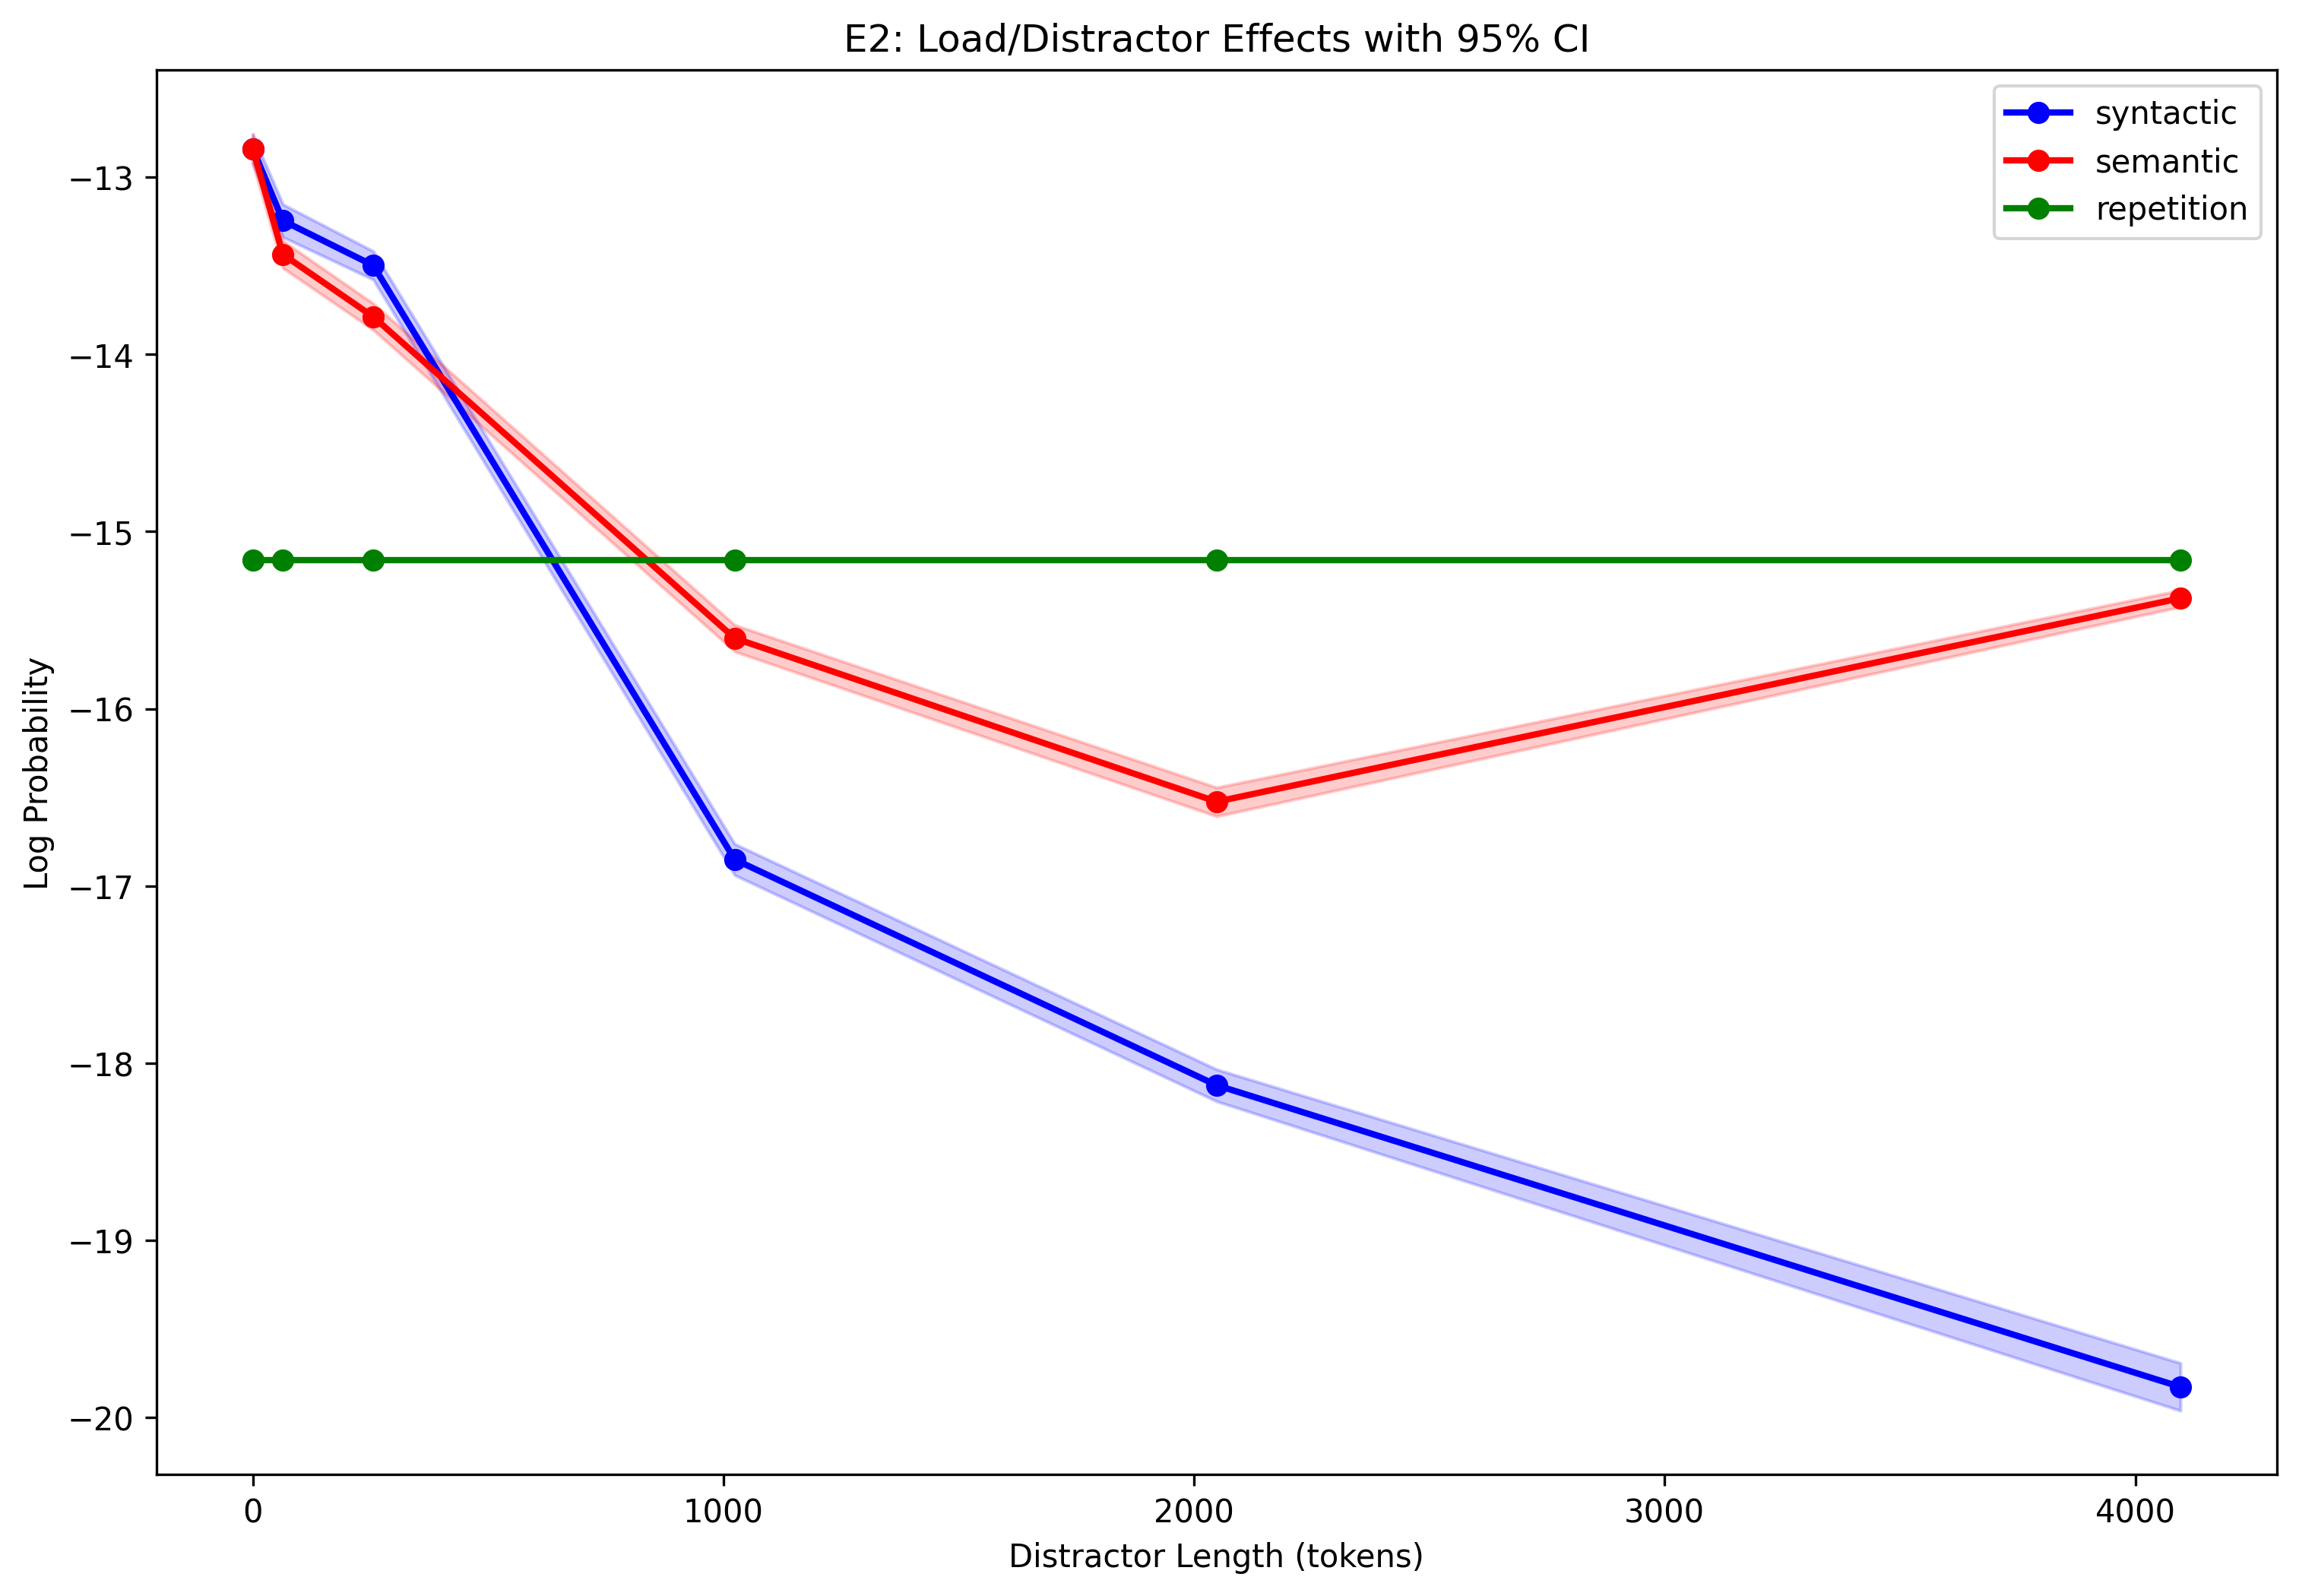 E2: Load/Distractor Effects with 95% CI
syntactic
semantic
repetition
Log Probability
−13
−14
−15
−16
−17
−18
−19
−20
0 1000 2000 3000 4000
Distractor Length (tokens)